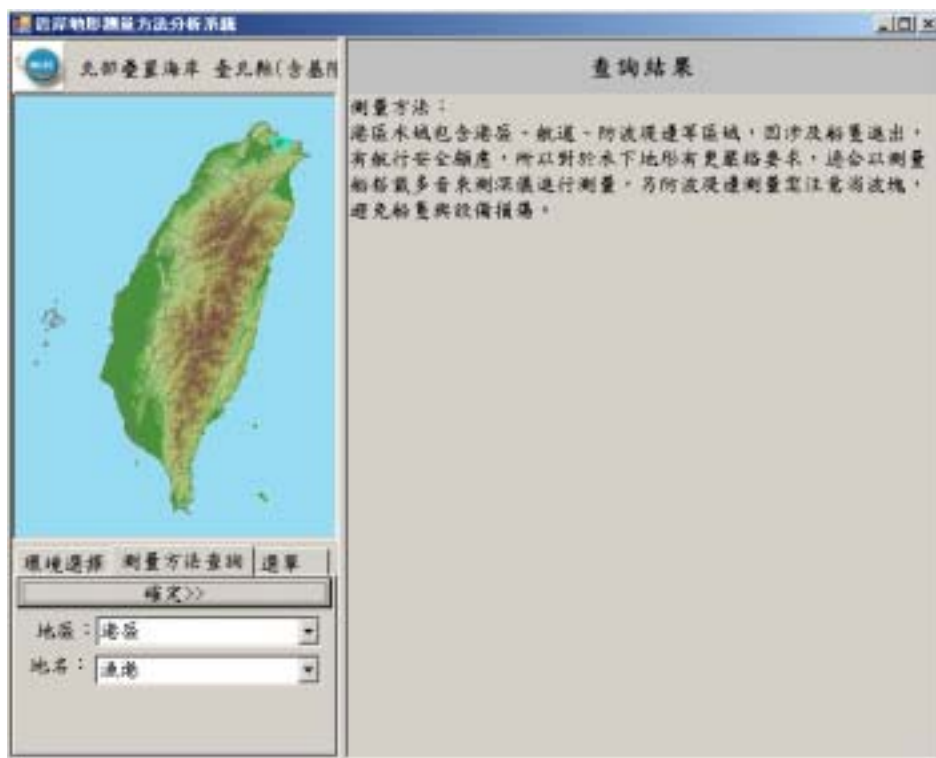 近岸地形測量方法分析系統
北部疊置海岸 臺北縣(含基隆
查詢結果
測量方法：
港區水域包含港區、航道、防波堤邊等區域，因涉及船隻進出，
有航行安全顧慮，所以對於水下地形有更嚴格要求，適合以測量
船搭載多音束測深儀進行測量。另防波堤邊測量需注意消波塊，
避免船隻與設備損傷。
環境選擇 測量方法查詢 選單
確定>>
地區：港區
地名：漁港